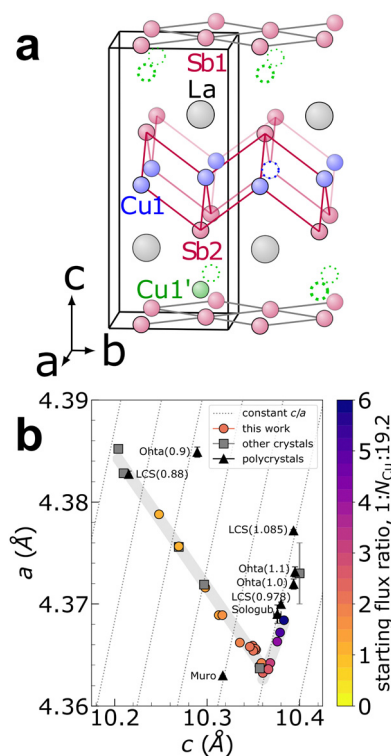 a
Sb1
La
Cu1
Sb2
Cu1'
c
a
b
b
4.39
4.38
4.37
4.36
a (Å)
10.2
10.3
10.4
c (Å)
constant c/a
this work
other crystals
polycrystals
Ohta(0.9)
LCS(0.88)
LCS(1.085)
Ohta(1.1)
Ohta(1.0)
LCS(0.978)
Sologub
Muro
6
5
4
3
2
1
0
starting flux ratio, 1:N_Cu:19.2